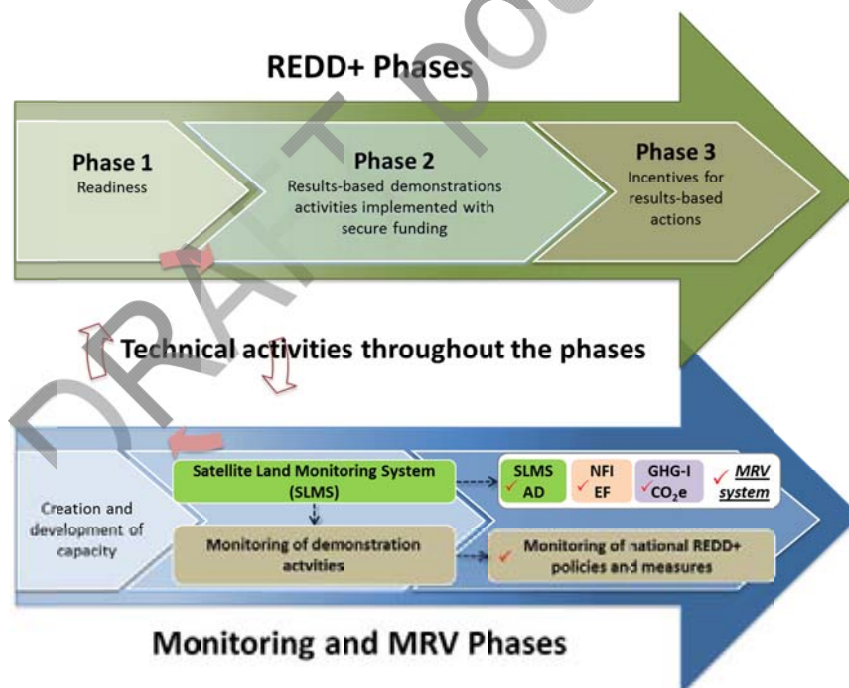 REDD+ Phases
Phase 1
Readiness
Phase 2
Results-based demonstrations
activities implemented with
secure funding
Phase 3
Incentives for
results-based
actions
Technical activities throughout the phases
Creation and
development of
capacity
Satellite Land Monitoring System
(SLMS)
Monitoring of demonstration
actvities
SLMS
AD
NFI
EF
GHG-I
CO₂e
MRV
system
Monitoring of national REDD+
policies and measures
Monitoring and MRV Phases
DRAFT